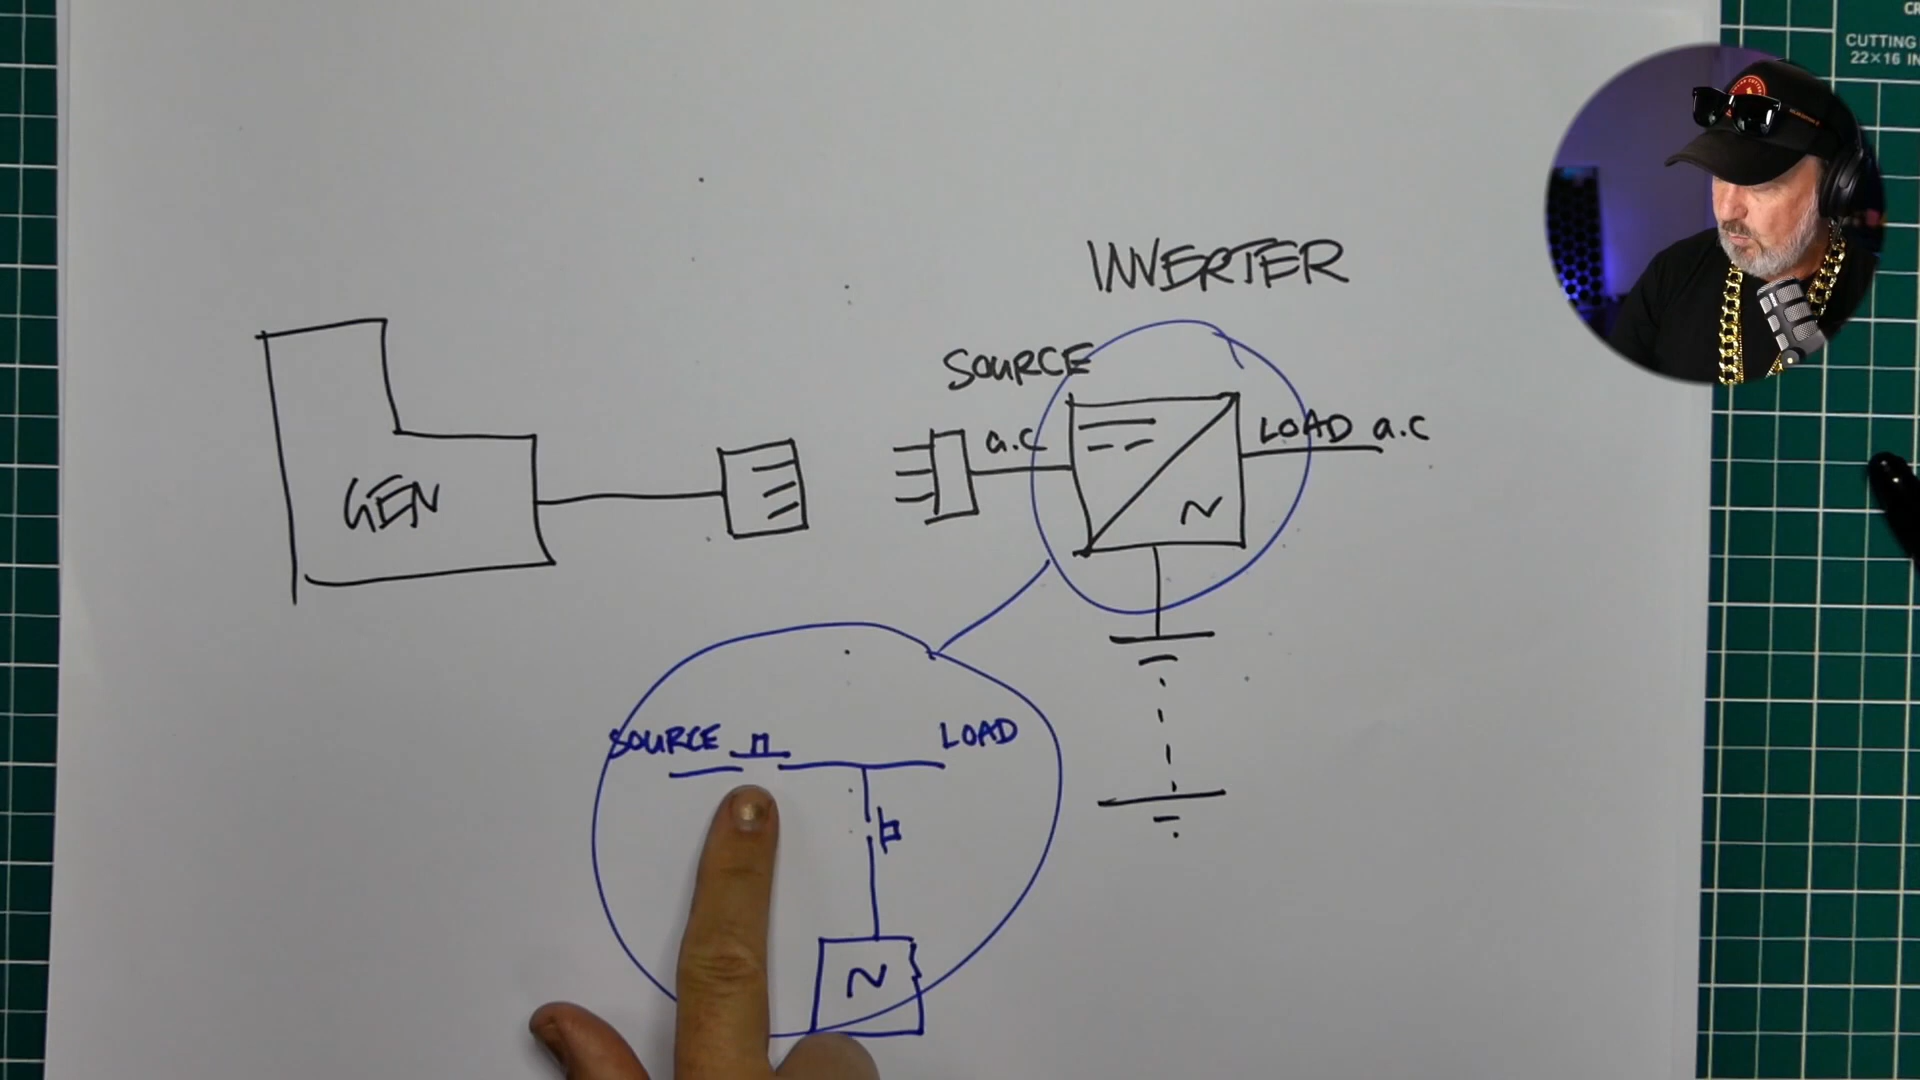 CUTTING
22×16 IN
INVERTER
SOURCE
a.c
LOAD a.c
GEN
N
SOURCE
LOAD
N